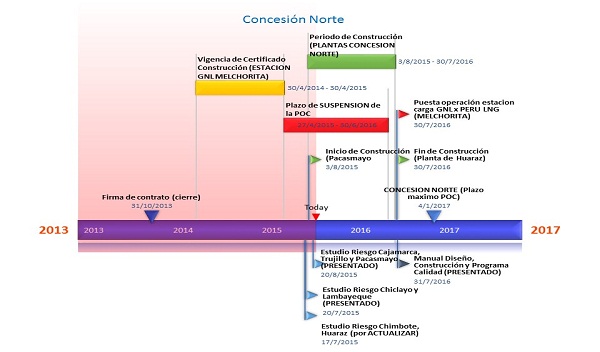 Concesión Norte
Periodo de Construcción
(PLANTAS CONCESION
NORTE)
3/8/2015 - 30/7/2016
Vigencia de Certificado
Construcción (ESTACION
GNL MELCHORITA)
30/4/2014 - 30/4/2015
Plazo de SUSPENSION de
la POC
30/6/2016
Puesta operación estacion
carga GNL x PERU LNG
(MELCHORITA)
30/7/2016
Inicio de Construcción
(Pacasmayo
3/8/2015
Fin de Construcción
(Planta de Huaraz)
30/7/2016
Firma de contrato (cierre)
31/10/2013
CONCESIÓN NORTE (Plazo
maximo POC)
4/1/2017
Today
2013
2013
2014
2015
2016
2017
2017
Estudio Riesgo Cajamarca,
Trujillo y Pacasmayo
(PRESENTADO)
20/8/2015
Manual Diseño,
Construcción y Programa
Calidad (PRESENTADO)
31/7/2016
Estudio Riesgo Chiclayo y
Lambayeque (PRESENTADO)
20/7/2015
Estudio Riesgo Chimbote,
Huaraz (por ACTUALIZAR)
17/7/2015